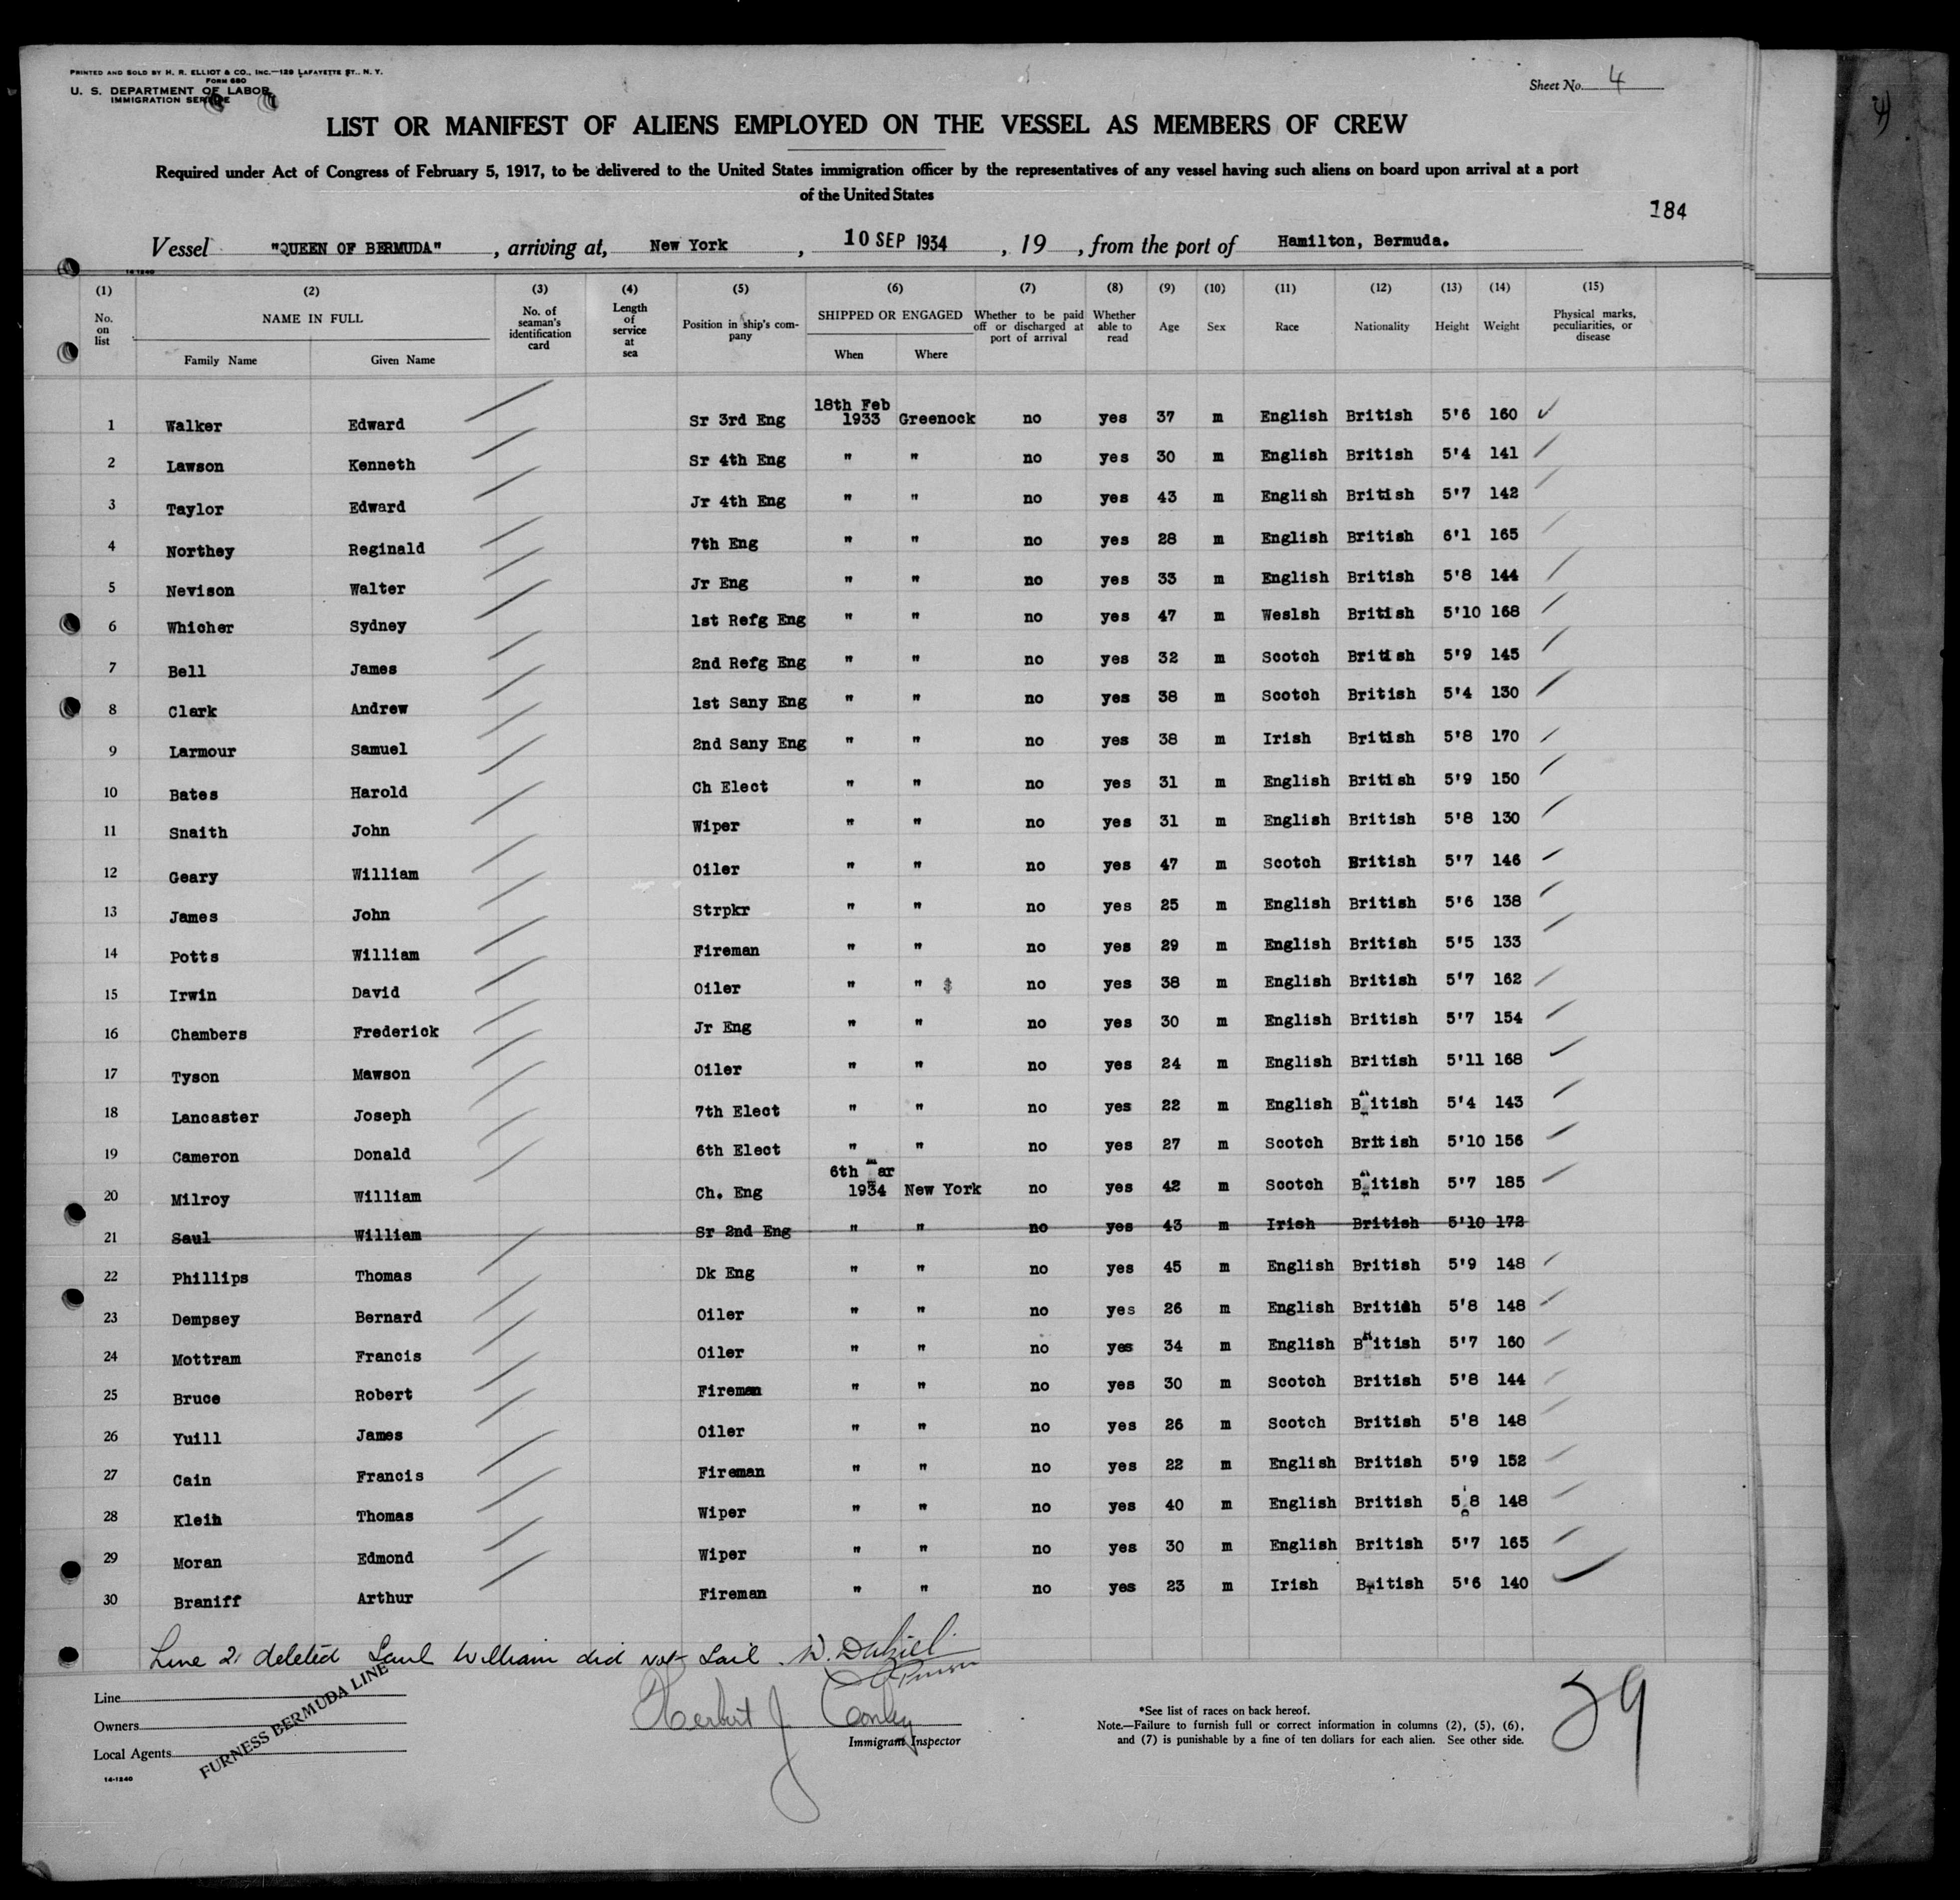 PRINTED AND SOLD BY H. R. ELLIOT & CO., INC.—129 LAFAYETTE ST., N. Y.
FORM 680
U. S. DEPARTMENT OF LABOR
IMMIGRATION SERVICE
Sheet No. 4
LIST OR MANIFEST OF ALIENS EMPLOYED ON THE VESSEL AS MEMBERS OF CREW
Required under Act of Congress of February 5, 1917, to be delivered to the United States immigration officer by the representatives of any vessel having such aliens on board upon arrival at a port
of the United States
184
Vessel "QUEEN OF BERMUDA", arriving at, New York, 10 SEP 1934, 19 , from the port of Hamilton, Bermuda.
14-1240
(1) No. on list (2) NAME IN FULL Family Name Given Name (3) No. of seaman's identification card (4) Length of service at sea (5) Position in ship's company (6) SHIPPED OR ENGAGED When Where (7) Whether to be paid off or discharged at port of arrival (8) Whether able to read (9) Age (10) Sex (11) Race (12) Nationality (13) Height (14) Weight (15) Physical marks, peculiarities, or disease
1 Walker Edward Sr 3rd Eng 18th Feb 1933 Greenock no yes 37 m English British 5'6 160
2 Lawson Kenneth Sr 4th Eng " " no yes 30 m English British 5'4 141
3 Taylor Edward Jr 4th Eng " " no yes 43 m English British 5'7 142
4 Northey Reginald 7th Eng " " no yes 28 m English British 6'1 165
5 Nevison Walter Jr Eng " " no yes 33 m English British 5'8 144
6 Whicher Sydney 1st Refg Eng " " no yes 47 m Weslsh British 5'10 168
7 Bell James 2nd Refg Eng " " no yes 32 m Scotch British 5'9 145
8 Clark Andrew 1st Sany Eng " " no yes 38 m Scotch British 5'4 130
9 Larmour Samuel 2nd Sany Eng " " no yes 38 m Irish British 5'8 170
10 Bates Harold Ch Elect " " no yes 31 m English British 5'9 150
11 Snaith John Wiper " " no yes 31 m English British 5'8 130
12 Geary William Oiler " " no yes 47 m Scotch British 5'7 146
13 James John Strpkr " " no yes 25 m English British 5'6 138
14 Potts William Fireman " " no yes 29 m English British 5'5 133
15 Irwin David Oiler " " no yes 38 m English British 5'7 162
16 Chambers Frederick Jr Eng " " no yes 30 m English British 5'7 154
17 Tyson Mawson Oiler " " no yes 24 m English British 5'11 168
18 Lancaster Joseph 7th Elect " " no yes 22 m English British 5'4 143
19 Cameron Donald 6th Elect " " no yes 27 m Scotch British 5'10 156
20 Milroy William Ch. Eng 6th Mar 1934 New York no yes 42 m Scotch British 5'7 185
21 Saul William Sr 2nd Eng " " no yes 43 m Irish British 5'10 172
22 Phillips Thomas Dk Eng " " no yes 45 m English British 5'9 148
23 Dempsey Bernard Oiler " " no yes 26 m English British 5'8 148
24 Mottram Francis Oiler " " no yes 34 m English British 5'7 160
25 Bruce Robert Fireman " " no yes 30 m Scotch British 5'8 144
26 Yuill James Oiler " " no yes 26 m Scotch British 5'8 148
27 Cain Francis Fireman " " no yes 22 m English British 5'9 152
28 Klein Thomas Wiper " " no yes 40 m English British 5'8 148
29 Moran Edmond Wiper " " no yes 30 m English British 5'7 165
30 Braniff Arthur Fireman " " no yes 23 m Irish British 5'6 140
Line 21 deleted Saul William did not sail. W. Dalziel
Purser
Line
Owners
Local Agents
FURNESS BERMUDA LINE
14-1240
Herbert J Conley
Immigrant Inspector
*See list of races on back hereof.
Note.—Failure to furnish full or correct information in columns (2), (5), (6),
and (7) is punishable by a fine of ten dollars for each alien. See other side.
39